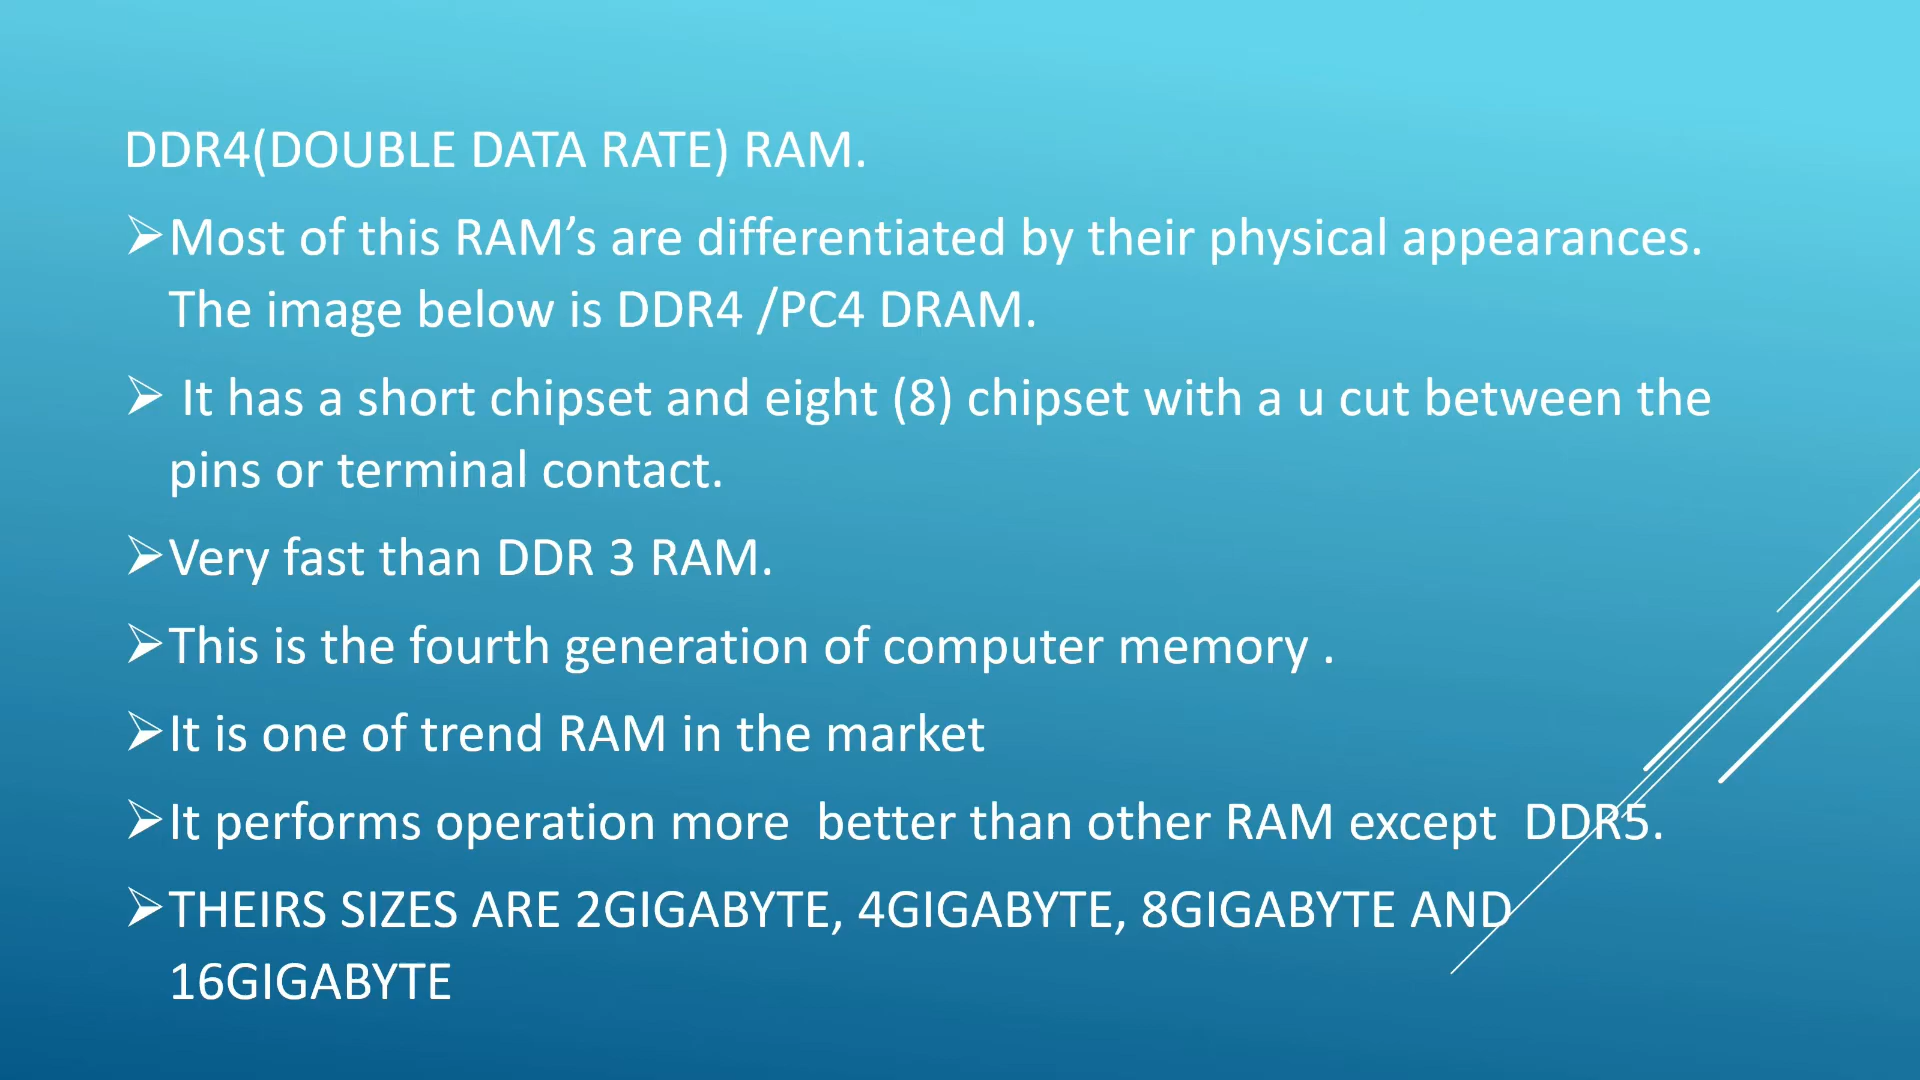 DDR4(DOUBLE DATA RATE) RAM.
➢Most of this RAM’s are differentiated by their physical appearances.
The image below is DDR4 /PC4 DRAM.
➢ It has a short chipset and eight (8) chipset with a u cut between the
pins or terminal contact.
➢Very fast than DDR 3 RAM.
➢This is the fourth generation of computer memory .
➢It is one of trend RAM in the market
➢It performs operation more  better than other RAM except  DDR5.
➢THEIRS SIZES ARE 2GIGABYTE, 4GIGABYTE, 8GIGABYTE AND
16GIGABYTE